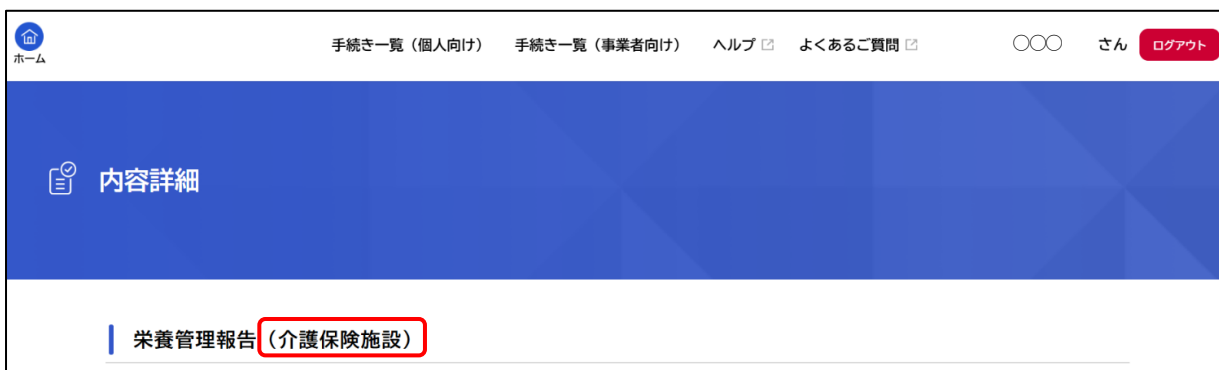 ホーム
手続き一覧（個人向け） 手続き一覧（事業者向け） ヘルプ よくあるご質問 ○○○ さん ログアウト
内容詳細
栄養管理報告（介護保険施設）